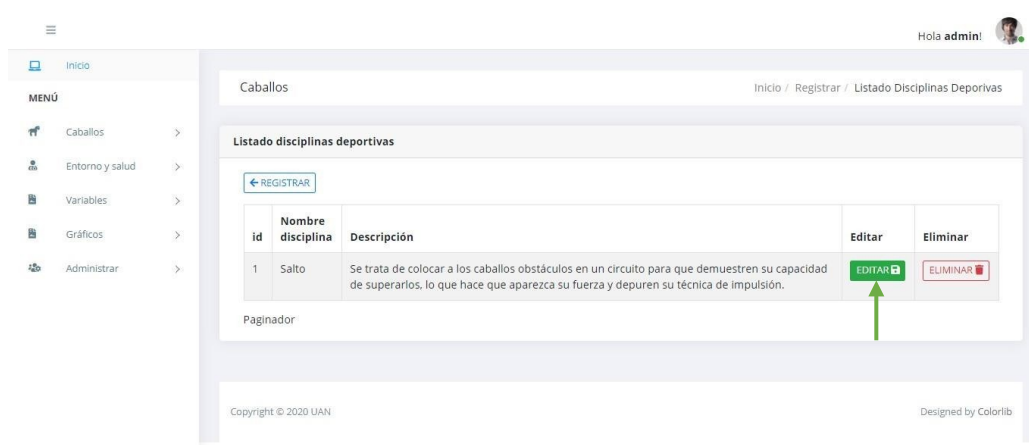 Hola admin!
Inicio
MENÚ
Caballos
Entorno y salud
Variables
Gráficos
Administrar
Caballos
Inicio / Registrar / Listado Disciplinas Deporivas
Listado disciplinas deportivas
REGISTRAR
id Nombre disciplina Descripción Editar Eliminar
1 Salto Se trata de colocar a los caballos obstáculos en un circuito para que demuestren su capacidad
de superarlos, lo que hace que aparezca su fuerza y depuren su técnica de impulsión.
EDITAR
ELIMINAR
Paginador
Copyright © 2020 UAN
Designed by Colorlib